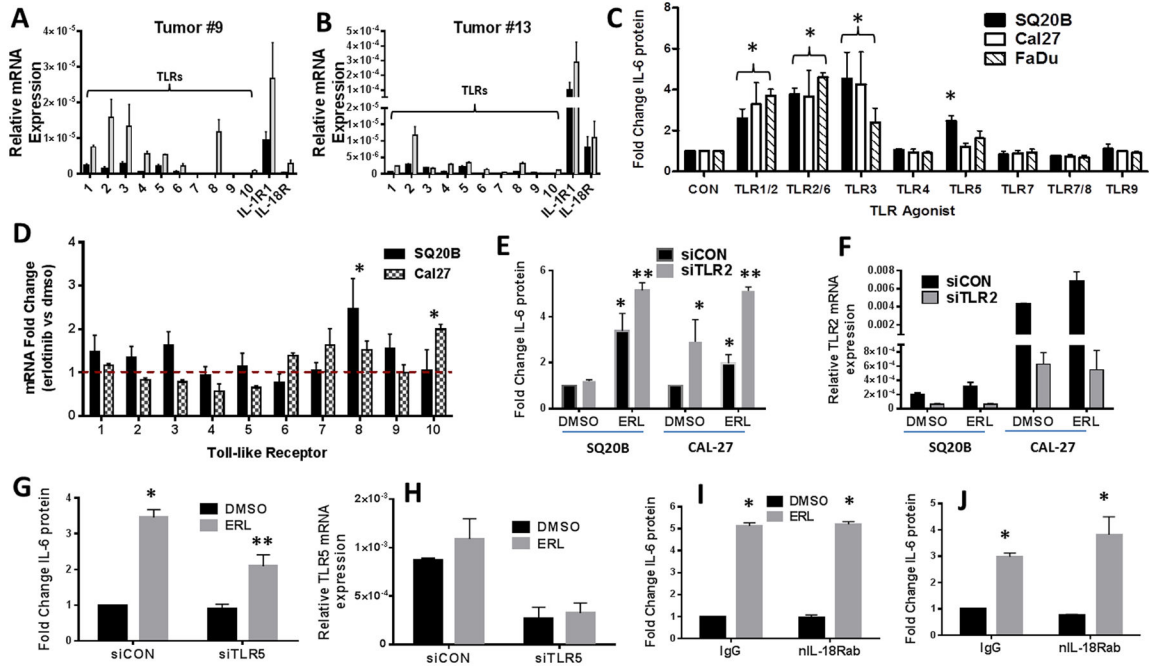 A
Tumor #9
Relative mRNA
Expression
4×10⁻⁵
3×10⁻⁵
2×10⁻⁵
1×10⁻⁵
0
TLRs
1 2 3 4 5 6 7 8 9 10 IL-1R1 IL-18R
B
Tumor #13
Relative mRNA
Expression
5×10⁻⁴
4×10⁻⁴
3×10⁻⁴
2×10⁻⁴
1×10⁻⁴
1×10⁻⁵
5×10⁻⁶
0
TLRs
1 2 3 4 5 6 7 8 9 10 IL-1R1 IL-18R
C
Fold Change IL-6 protein
8
6
4
2
0
* * * *
SQ20B
Cal27
FaDu
CON TLR1/2 TLR2/6 TLR3 TLR4 TLR5 TLR7 TLR7/8 TLR9
TLR Agonist
D
mRNA Fold Change
(erlotinib vs dmso)
4
3
2
1
0
SQ20B
Cal27
* *
1 2 3 4 5 6 7 8 9 10
Toll-like Receptor
E
Fold Change IL-6 protein
6
4
2
0
siCON
siTLR2
* ** * * **
DMSO ERL DMSO ERL
SQ20B CAL-27
F
Relative TLR2 mRNA
expression
0.008
0.006
0.004
0.002
8×10⁻⁴
6×10⁻⁴
4×10⁻⁴
2×10⁻⁴
0
siCON
siTLR2
DMSO ERL DMSO ERL
SQ20B CAL-27
G
Fold Change IL-6 protein
4
3
2
1
0
* **
DMSO
ERL
siCON siTLR5
H
Relative TLR5 mRNA
expression
2×10⁻³
1×10⁻³
5×10⁻⁴
0
DMSO
ERL
siCON siTLR5
I
Fold Change IL-6 protein
6
5
4
3
2
1
0
DMSO
ERL
* *
IgG nIL-18Rab
J
Fold Change IL-6 protein
5
4
3
2
1
0
* *
IgG nIL-18Rab